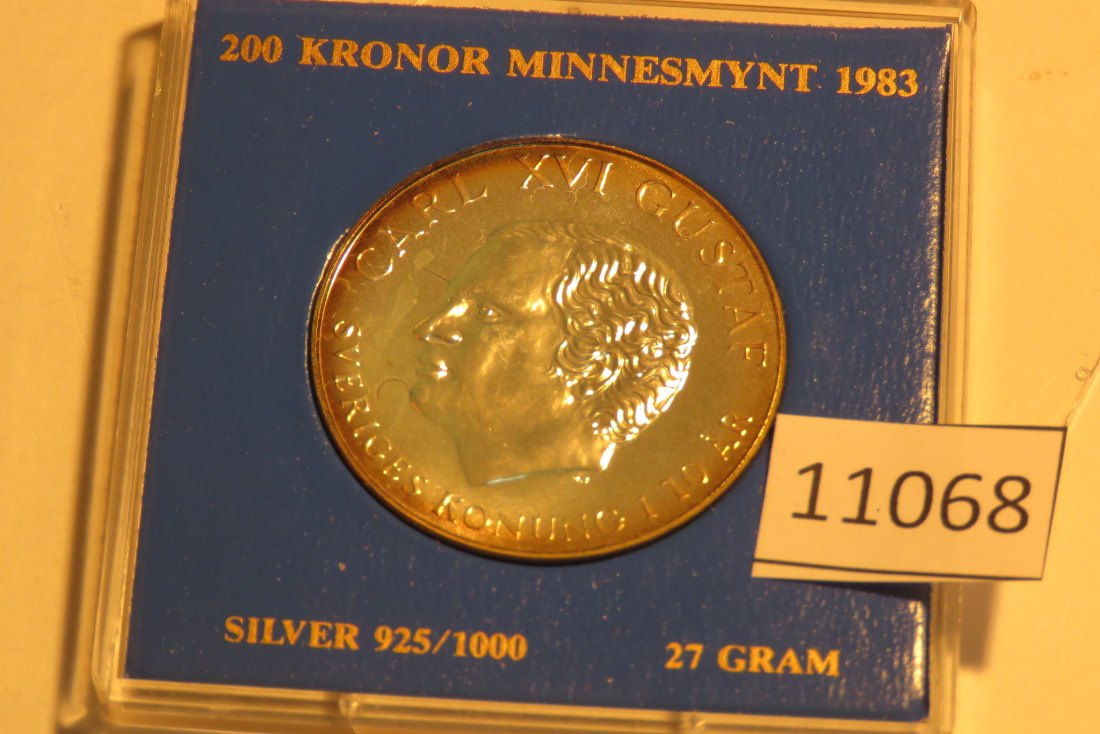 200 KRONOR MINNESMYNT 1983
CARL XVI GUSTAF
SVERIGES KONUNG I 10 ÅR
11068
SILVER 925/1000
27 GRAM